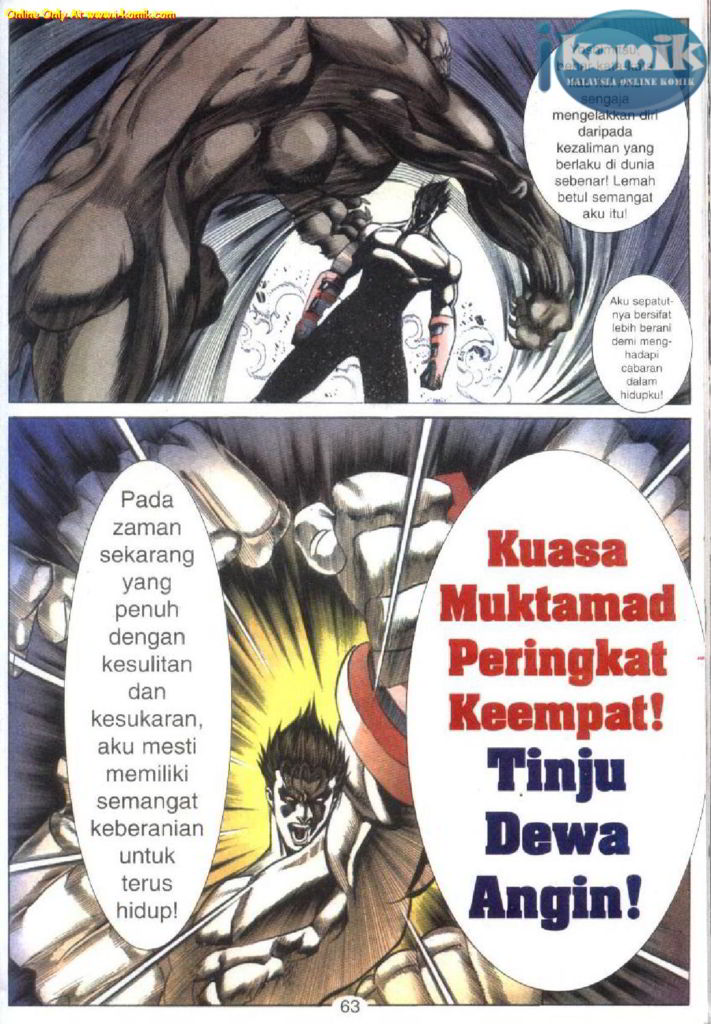 Online Only At www.i-komik.com
ikomik
MALAYSIA ONLINE KOMIK
sengaja
mengelakkan diri
daripada
kezaliman yang
berlaku di dunia
sebenar! Lemah
betul semangat
aku itu!
Aku sepatut-
nya bersifat
lebih berani
demi meng-
hadapi
cabaran
dalam
hidupku!
Pada
zaman
sekarang
yang
penuh
dengan
kesulitan
dan
kesukaran,
aku mesti
memiliki
semangat
keberanian
untuk
terus
hidup!
Kuasa
Muktamad
Peringkat
Keempat!
Tinju
Dewa
Angin!
63